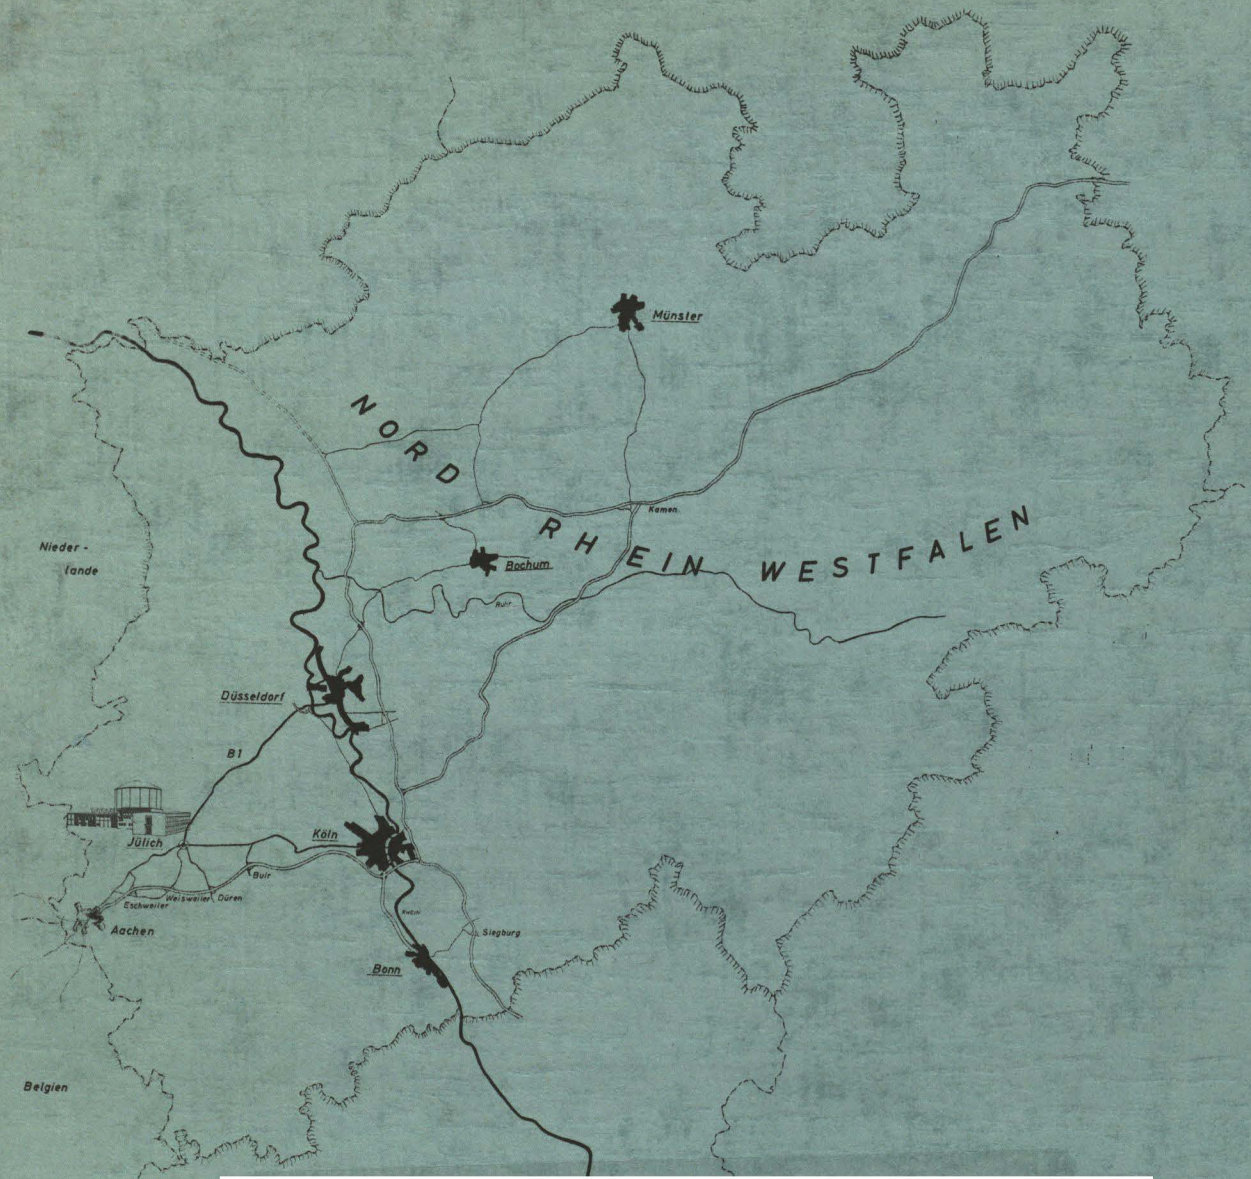 Münster
NORD
RHEIN WESTFALEN
Kamen
Nieder-
lande
Bochum
Ruhr
Düsseldorf
B1
Jülich
Köln
Buir
Eschweiler
Weisweiler
Düren
Aachen
RHEIN
Siegburg
Bonn
Belgien